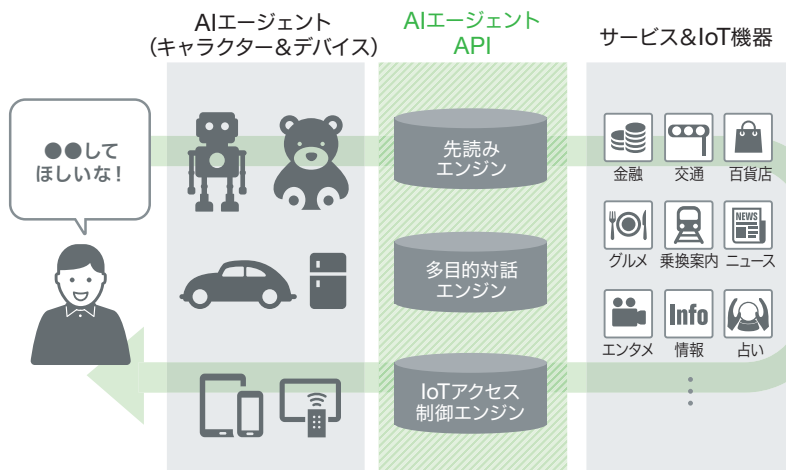 AIエージェント
(キャラクター&デバイス)
AIエージェント
API
サービス&IoT機器
●●して
ほしいな!
先読み
エンジン
多目的対話
エンジン
IoTアクセス
制御エンジン
金融
交通
百貨店
NEWS
グルメ
乗換案内
ニュース
Info
エンタメ
情報
占い